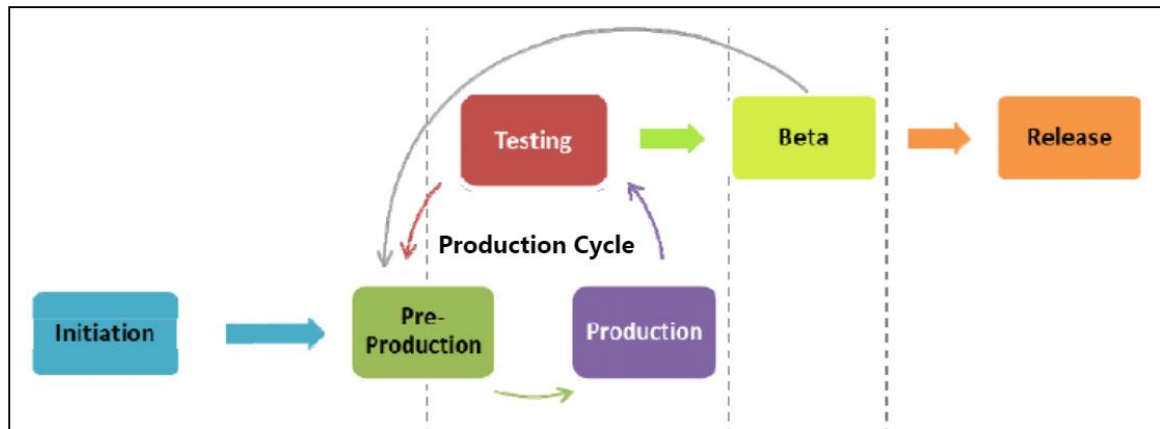 Testing
Beta
Release
Production Cycle
Initiation
Pre-
Production
Production